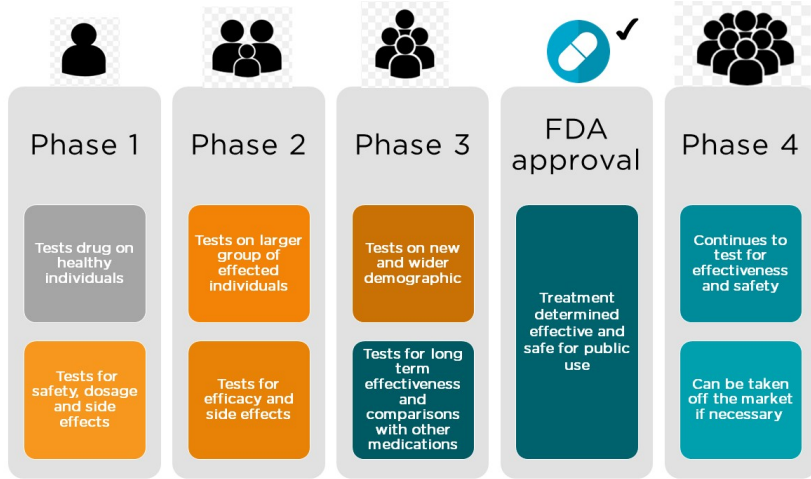 Phase 1
Tests drug on
healthy
individuals
Tests for
safety, dosage
and side
effects
Phase 2
Tests on larger
group of
effected
individuals
Tests for
efficacy and
side effects
Phase 3
Tests on new
and wider
demographic
Tests for long
term
effectiveness
and
comparisons
with other
medications
FDA
approval
Treatment
determined
effective and
safe for public
use
Phase 4
Continues to
test for
effectiveness
and safety
Can be taken
off the market
if necessary